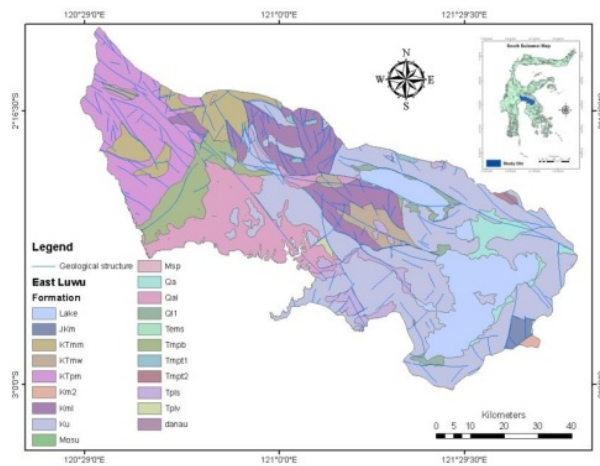 120°29'0"E 121°0'0"E 121°29'30"E
South Sulawesi Map
Study Site
N
W E
S
2°16'30"S
Legend
Geological structure
East Luwu
Formation
Lake
JKm
KTmm
KTmw
KTpm
Km2
Kml
Ku
Mosu
Msp
Qa
Qal
Ql1
Tems
Tmpb
Tmpt1
Tmpt2
Tpls
Tplv
danau
Kilometers
0 5 10 20 30 40
3°0'0"S
120°29'0"E 121°0'0"E 121°29'30"E